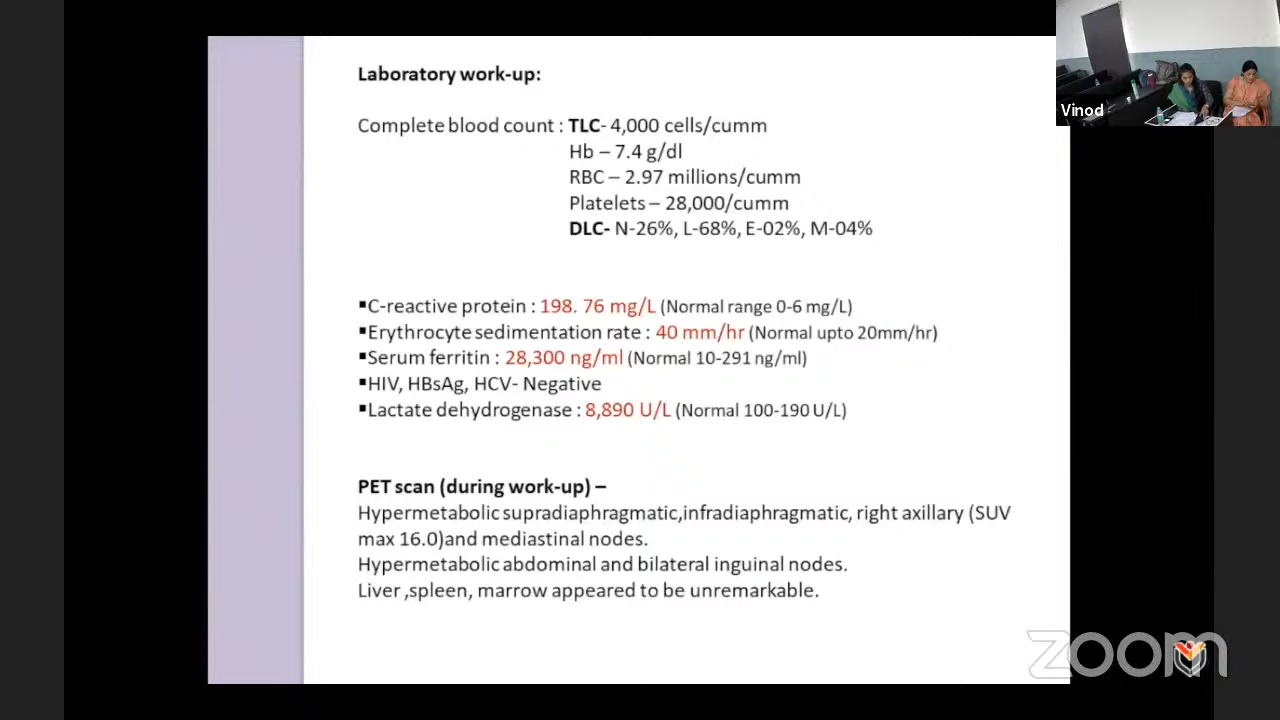 Laboratory work-up:
Vinod
Complete blood count : TLC- 4,000 cells/cumm
Hb – 7.4 g/dl
RBC – 2.97 millions/cumm
Platelets – 28,000/cumm
DLC- N-26%, L-68%, E-02%, M-04%
▪C-reactive protein : 198. 76 mg/L (Normal range 0-6 mg/L)
▪Erythrocyte sedimentation rate : 40 mm/hr (Normal upto 20mm/hr)
▪Serum ferritin : 28,300 ng/ml (Normal 10-291 ng/ml)
▪HIV, HBsAg, HCV- Negative
▪Lactate dehydrogenase : 8,890 U/L (Normal 100-190 U/L)
PET scan (during work-up) –
Hypermetabolic supradiaphragmatic,infradiaphragmatic, right axillary (SUV
max 16.0)and mediastinal nodes.
Hypermetabolic abdominal and bilateral inguinal nodes.
Liver ,spleen, marrow appeared to be unremarkable.
zoom